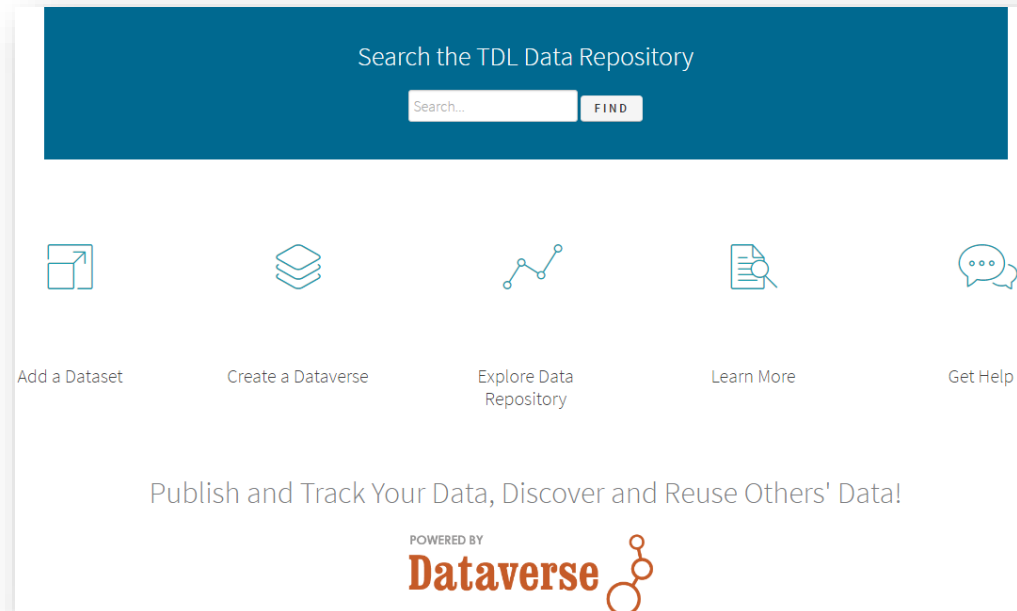 Search the TDL Data Repository
Search...
FIND
Add a Dataset
Create a Dataverse
Explore Data
Repository
Learn More
Get Help
Publish and Track Your Data, Discover and Reuse Others' Data!
POWERED BY
Dataverse